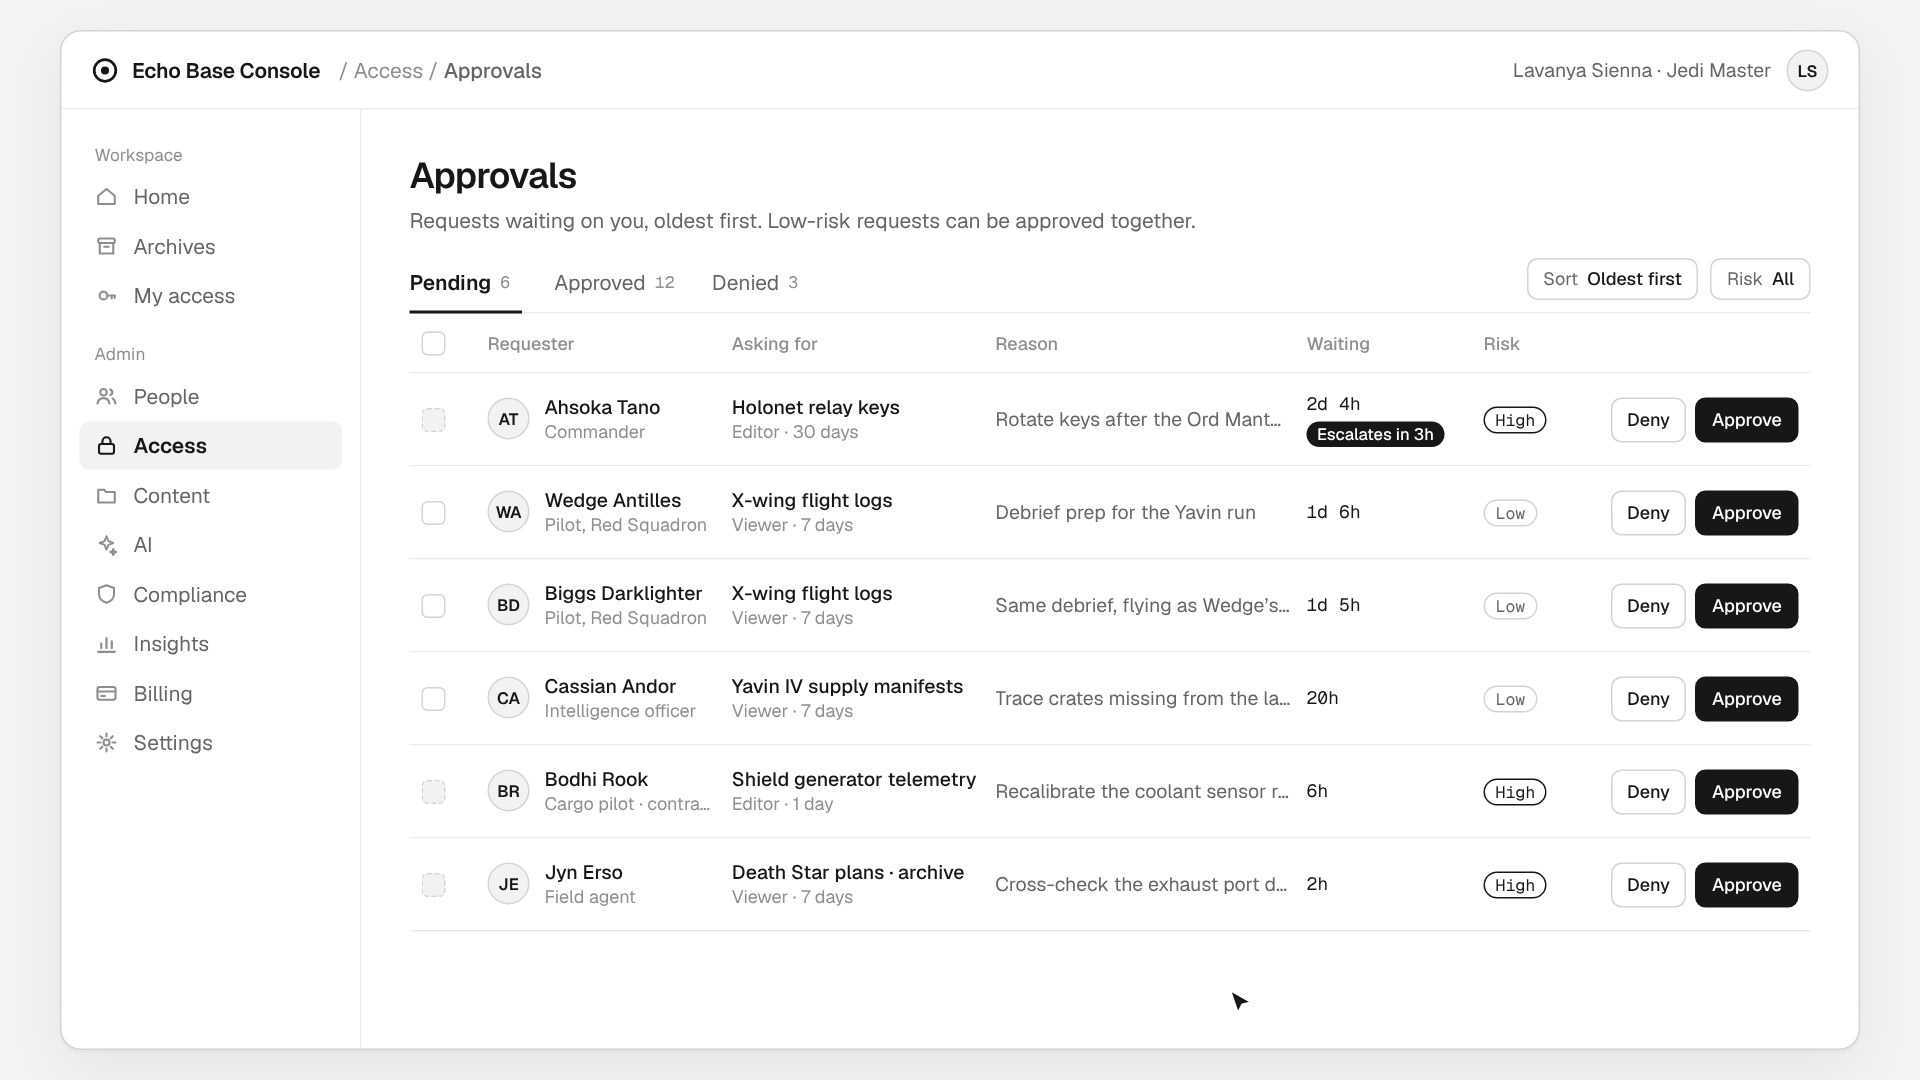 Echo Base Console / Access / Approvals
Lavanya Sienna · Jedi Master LS
Workspace
Home
Archives
My access
Admin
People
Access
Content
AI
Compliance
Insights
Billing
Settings
Approvals
Requests waiting on you, oldest first. Low-risk requests can be approved together.
Pending 6 Approved 12 Denied 3
Sort Oldest first Risk All
Requester Asking for Reason Waiting Risk
AT Ahsoka Tano Holonet relay keys Rotate keys after the Ord Mant... 2d 4h High Deny Approve
Commander Editor · 30 days Escalates in 3h
WA Wedge Antilles X-wing flight logs Debrief prep for the Yavin run 1d 6h Low Deny Approve
Pilot, Red Squadron Viewer · 7 days
BD Biggs Darklighter X-wing flight logs Same debrief, flying as Wedge’s... 1d 5h Low Deny Approve
Pilot, Red Squadron Viewer · 7 days
CA Cassian Andor Yavin IV supply manifests Trace crates missing from the la... 20h Low Deny Approve
Intelligence officer Viewer · 7 days
BR Bodhi Rook Shield generator telemetry Recalibrate the coolant sensor r... 6h High Deny Approve
Cargo pilot · contra... Editor · 1 day
JE Jyn Erso Death Star plans · archive Cross-check the exhaust port d... 2h High Deny Approve
Field agent Viewer · 7 days